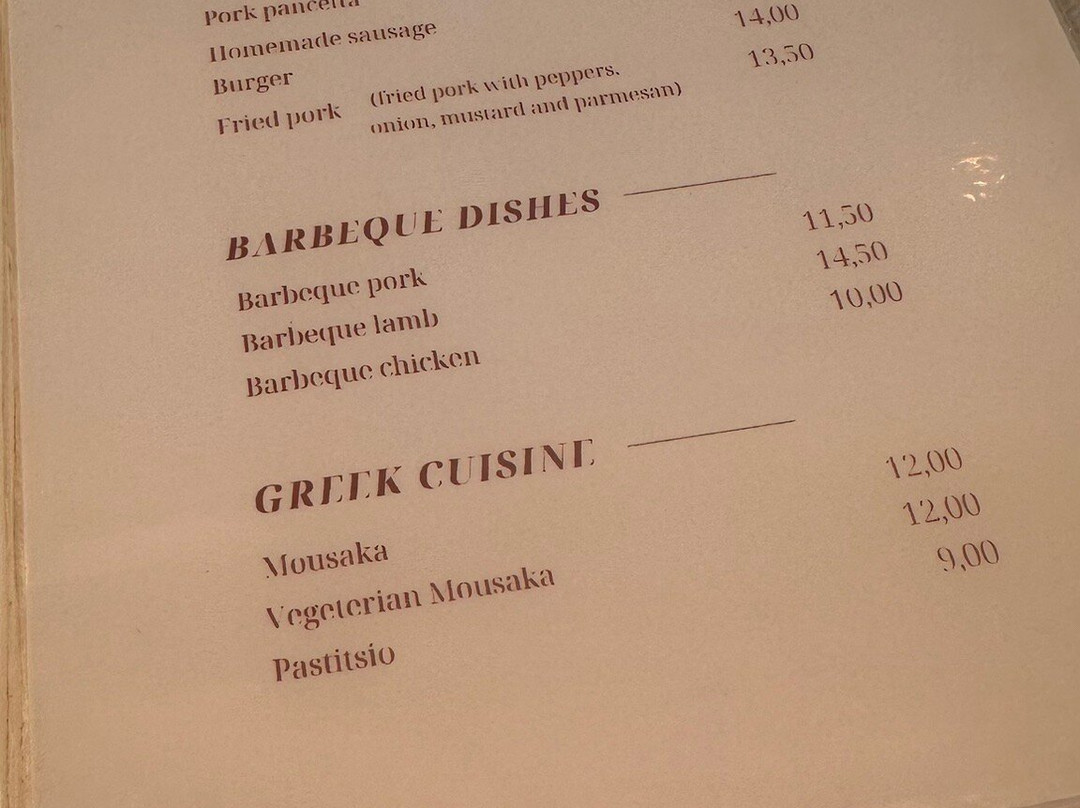 Pork pancetta
Homemade sausage
Burger 14,00
Fried pork (fried pork with peppers, 13,50
onion, mustard and parmesan)
BARBEQUE DISHES
Barbeque pork 11,50
Barbeque lamb 14,50
Barbeque chicken 10,00
GREEK CUISINE
Mousaka 12,00
Vegeterian Mousaka 12,00
Pastitsio 9,00